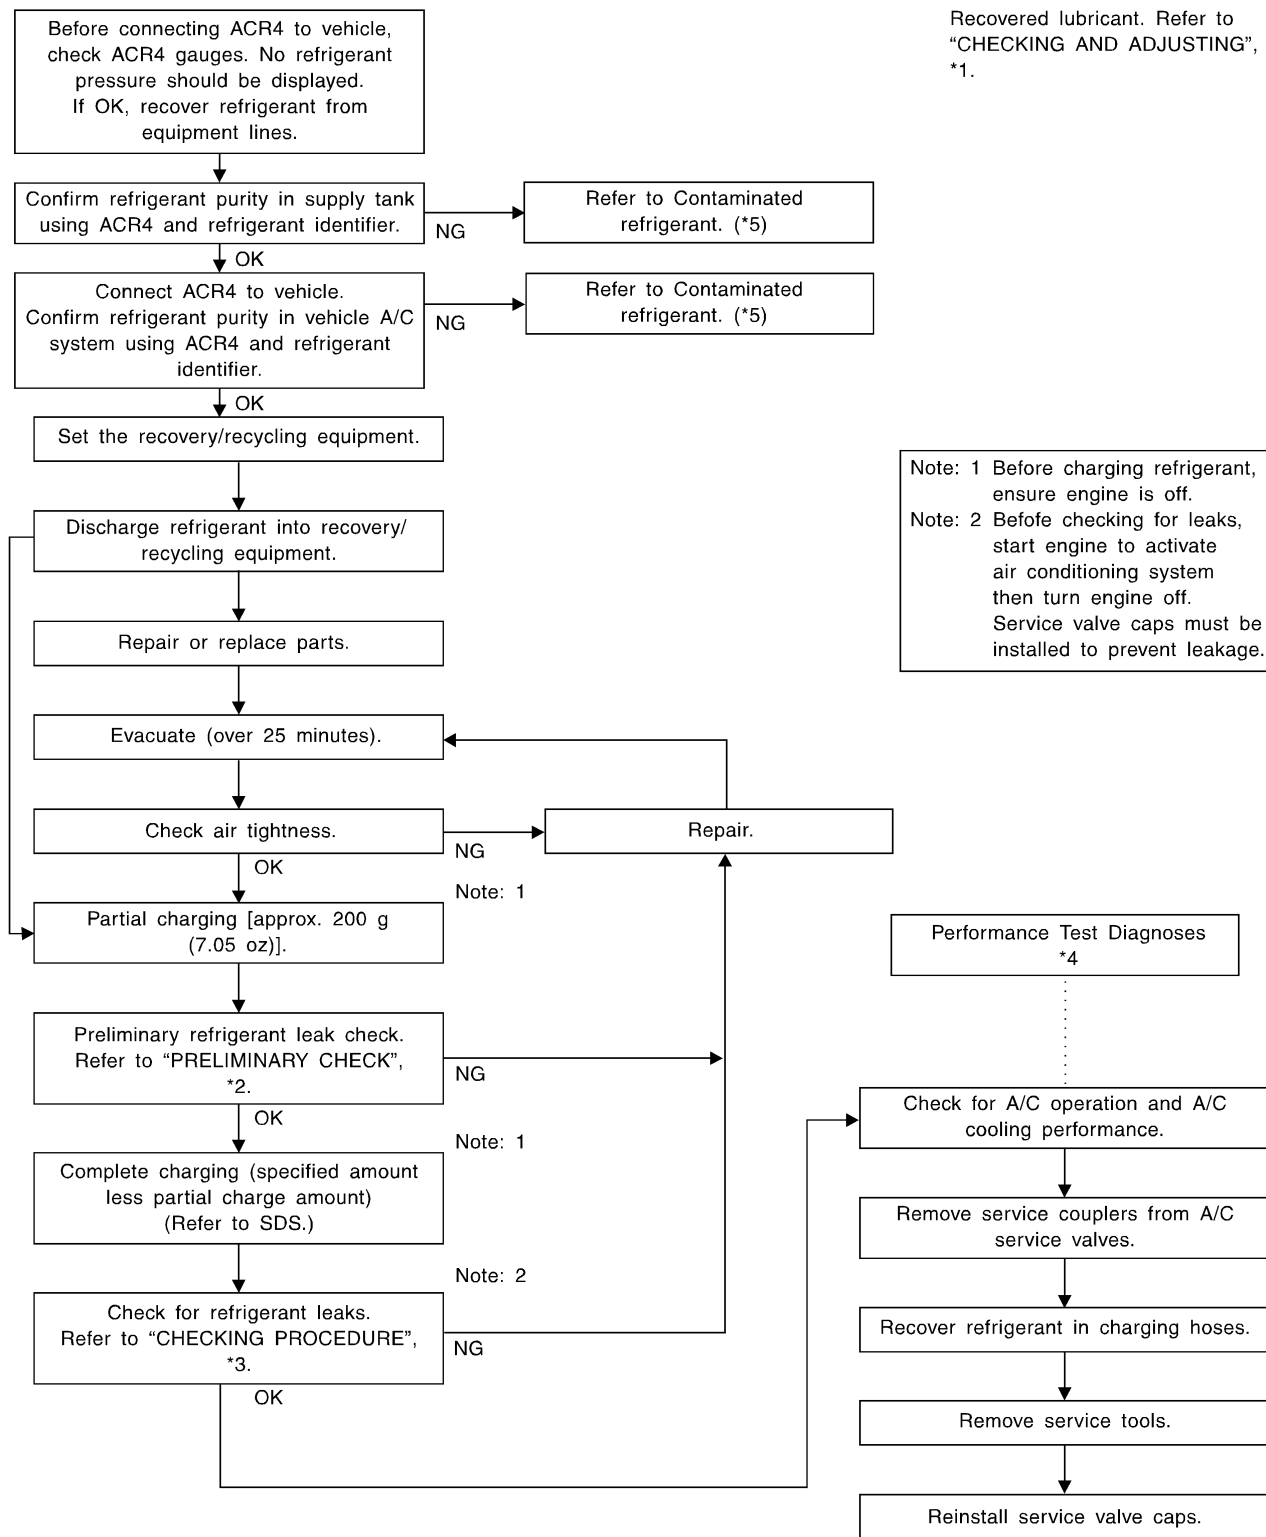 Before connecting ACR4 to vehicle,
check ACR4 gauges. No refrigerant
pressure should be displayed.
If OK, recover refrigerant from
equipment lines.
Recovered lubricant. Refer to
“CHECKING AND ADJUSTING”,
*1.
Confirm refrigerant purity in supply tank
using ACR4 and refrigerant identifier.
NG
Refer to Contaminated
refrigerant. (*5)
OK
Connect ACR4 to vehicle.
Confirm refrigerant purity in vehicle A/C
system using ACR4 and refrigerant
identifier.
NG
Refer to Contaminated
refrigerant. (*5)
OK
Set the recovery/recycling equipment.
Note: 1 Before charging refrigerant,
ensure engine is off.
Note: 2 Befofe checking for leaks,
start engine to activate
air conditioning system
then turn engine off.
Service valve caps must be
installed to prevent leakage.
Discharge refrigerant into recovery/
recycling equipment.
Repair or replace parts.
Evacuate (over 25 minutes).
Check air tightness.
NG
Repair.
OK
Note: 1
Partial charging [approx. 200 g
(7.05 oz)].
Preliminary refrigerant leak check.
Refer to “PRELIMINARY CHECK”,
*2.
NG
OK
Note: 1
Complete charging (specified amount
less partial charge amount)
(Refer to SDS.)
Note: 2
Check for refrigerant leaks.
Refer to “CHECKING PROCEDURE”,
*3.
NG
OK
Performance Test Diagnoses
*4
Check for A/C operation and A/C
cooling performance.
Remove service couplers from A/C
service valves.
Recover refrigerant in charging hoses.
Remove service tools.
Reinstall service valve caps.